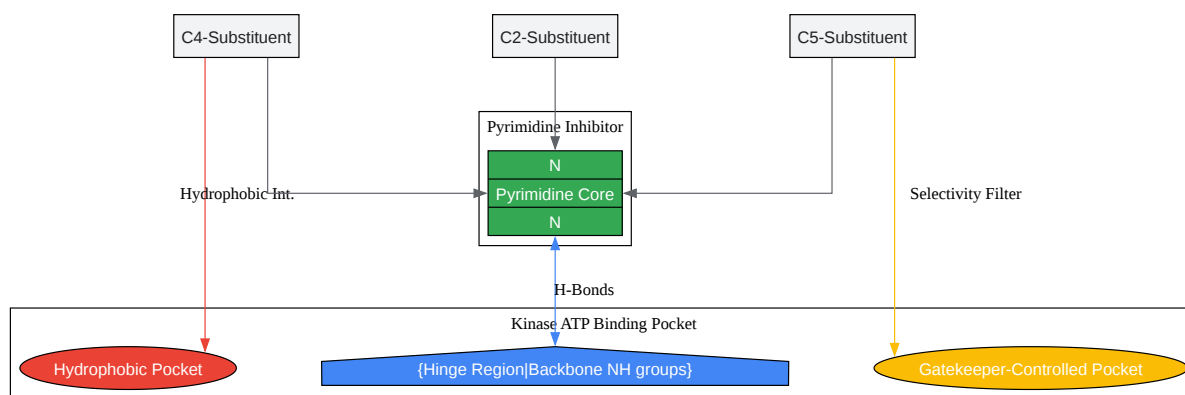 C4-Substituent
C2-Substituent
C5-Substituent
Pyrimidine Inhibitor
N
Pyrimidine Core
N
Hydrophobic Int.
Selectivity Filter
H-Bonds
Kinase ATP Binding Pocket
Hydrophobic Pocket
{Hinge Region|Backbone NH groups}
Gatekeeper-Controlled Pocket